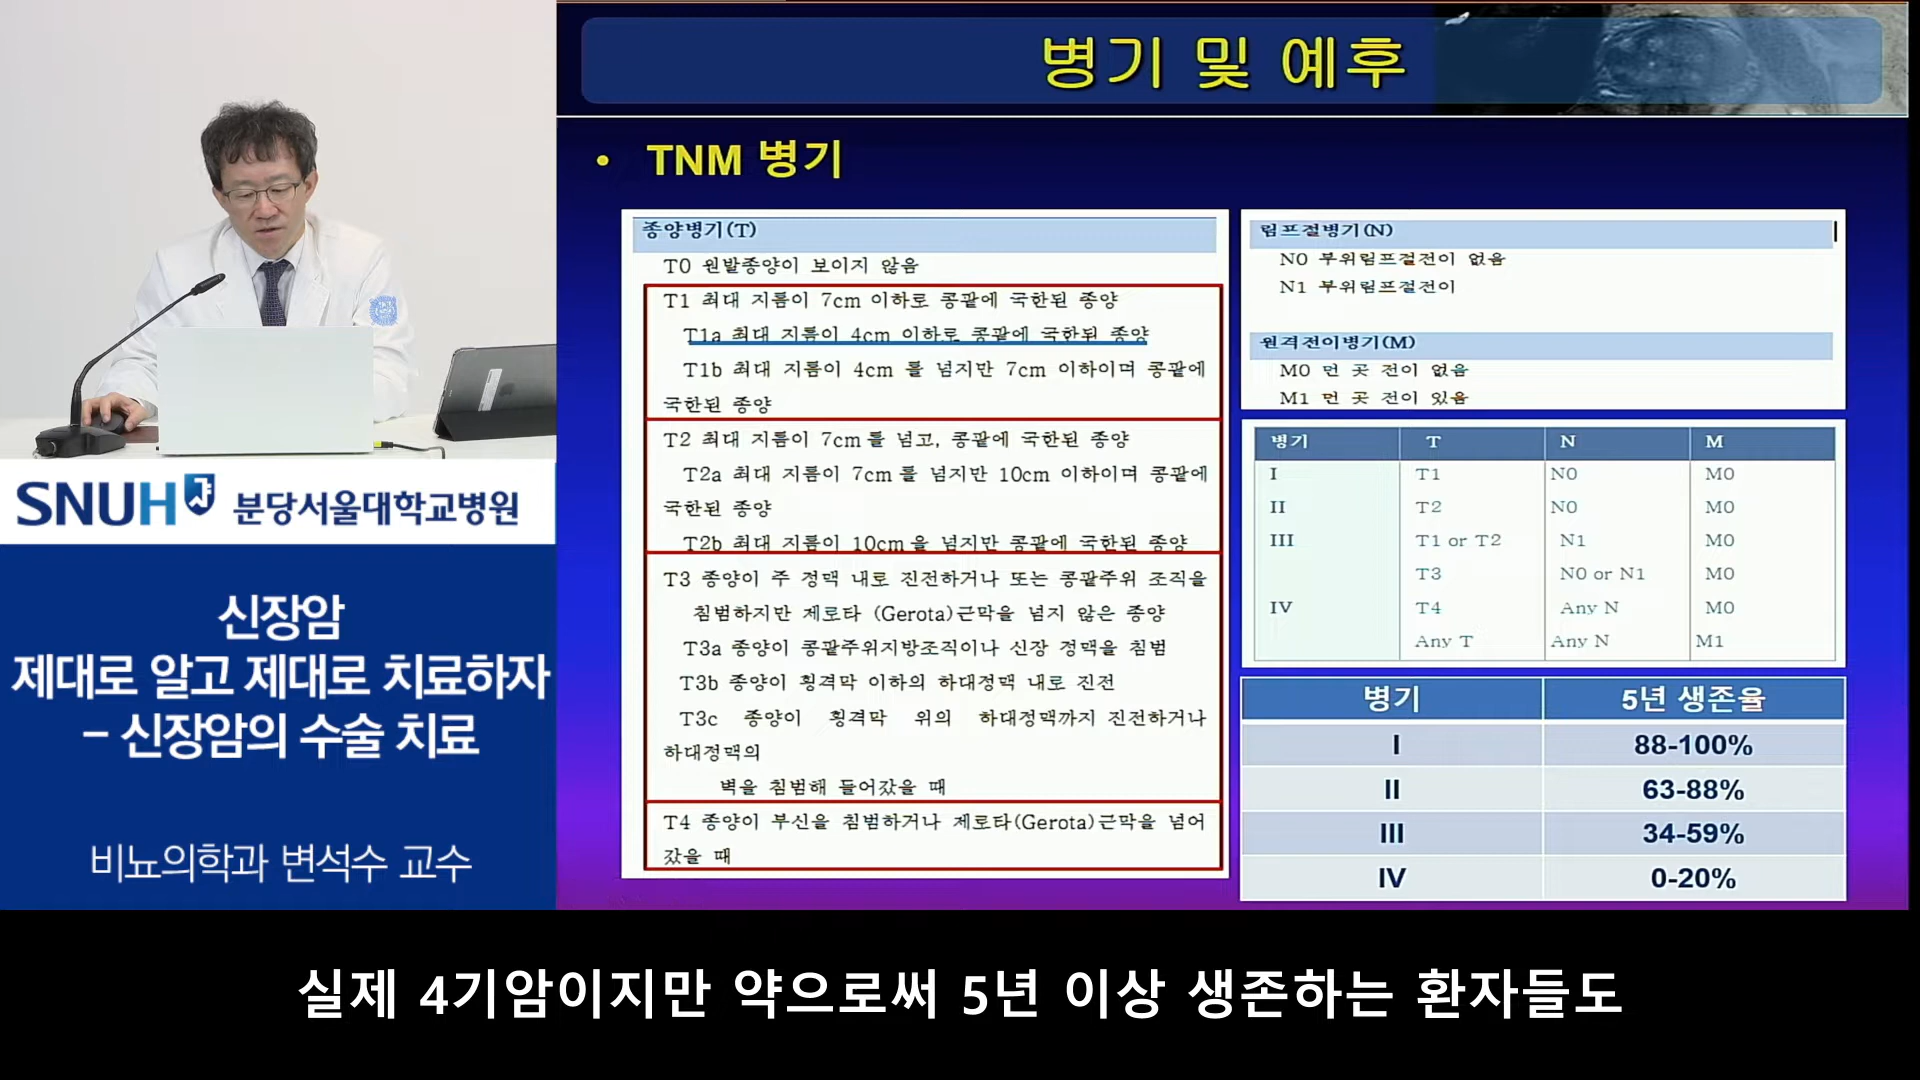 병기 및 예후
• TNM 병기
종양병기(T)
T0 원발종양이 보이지 않음
T1 최대 지름이 7cm 이하로 콩팥에 국한된 종양
T1a 최대 지름이 4cm 이하로 콩팥에 국한된 종양
T1b 최대 지름이 4cm 를 넘지만 7cm 이하이며 콩팥에
국한된 종양
T2 최대 지름이 7cm를 넘고, 콩팥에 국한된 종양
T2a 최대 지름이 7cm를 넘지만 10cm 이하이며 콩팥에
국한된 종양
T2b 최대 지름이 10cm을 넘지만 콩팥에 국한된 종양
T3 종양이 주 정맥 내로 진전하거나 또는 콩팥주위 조직을
침범하지만 제로타 (Gerota)근막을 넘지 않은 종양
T3a 종양이 콩팥주위지방조직이나 신장 정맥을 침범
T3b 종양이 횡격막 이하의 하대정맥 내로 진전
T3c 종양이 횡격막 위의 하대정맥까지 진전하거나
하대정맥의
벽을 침범해 들어갔을 때
T4 종양이 부신을 침범하거나 제로타(Gerota)근막을 넘어
갔을 때
림프절병기(N)
N0 부위림프절전이 없음
N1 부위림프절전이
원격전이병기(M)
M0 먼 곳 전이 없음
M1 먼 곳 전이 있음
병기 T N M
I T1 N0 M0
II T2 N0 M0
III T1 or T2 N1 M0
T3 N0 or N1 M0
IV T4 Any N M0
Any T Any N M1
병기 5년 생존율
I 88-100%
II 63-88%
III 34-59%
IV 0-20%
SNUH 분당서울대학교병원
신장암
제대로 알고 제대로 치료하자
- 신장암의 수술 치료
비뇨의학과 변석수 교수
실제 4기암이지만 약으로써 5년 이상 생존하는 환자들도